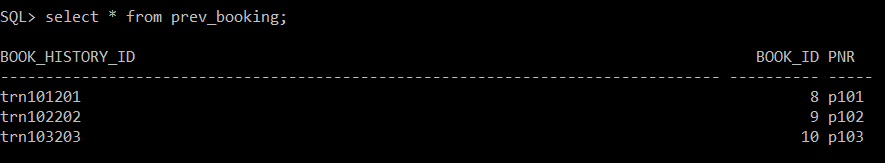 SQL> select * from prev_booking;
BOOK_HISTORY_ID BOOK_ID PNR
-------------------------------------------------------------------------------- ---------- -----
trn101201 8 p101
trn102202 9 p102
trn103203 10 p103